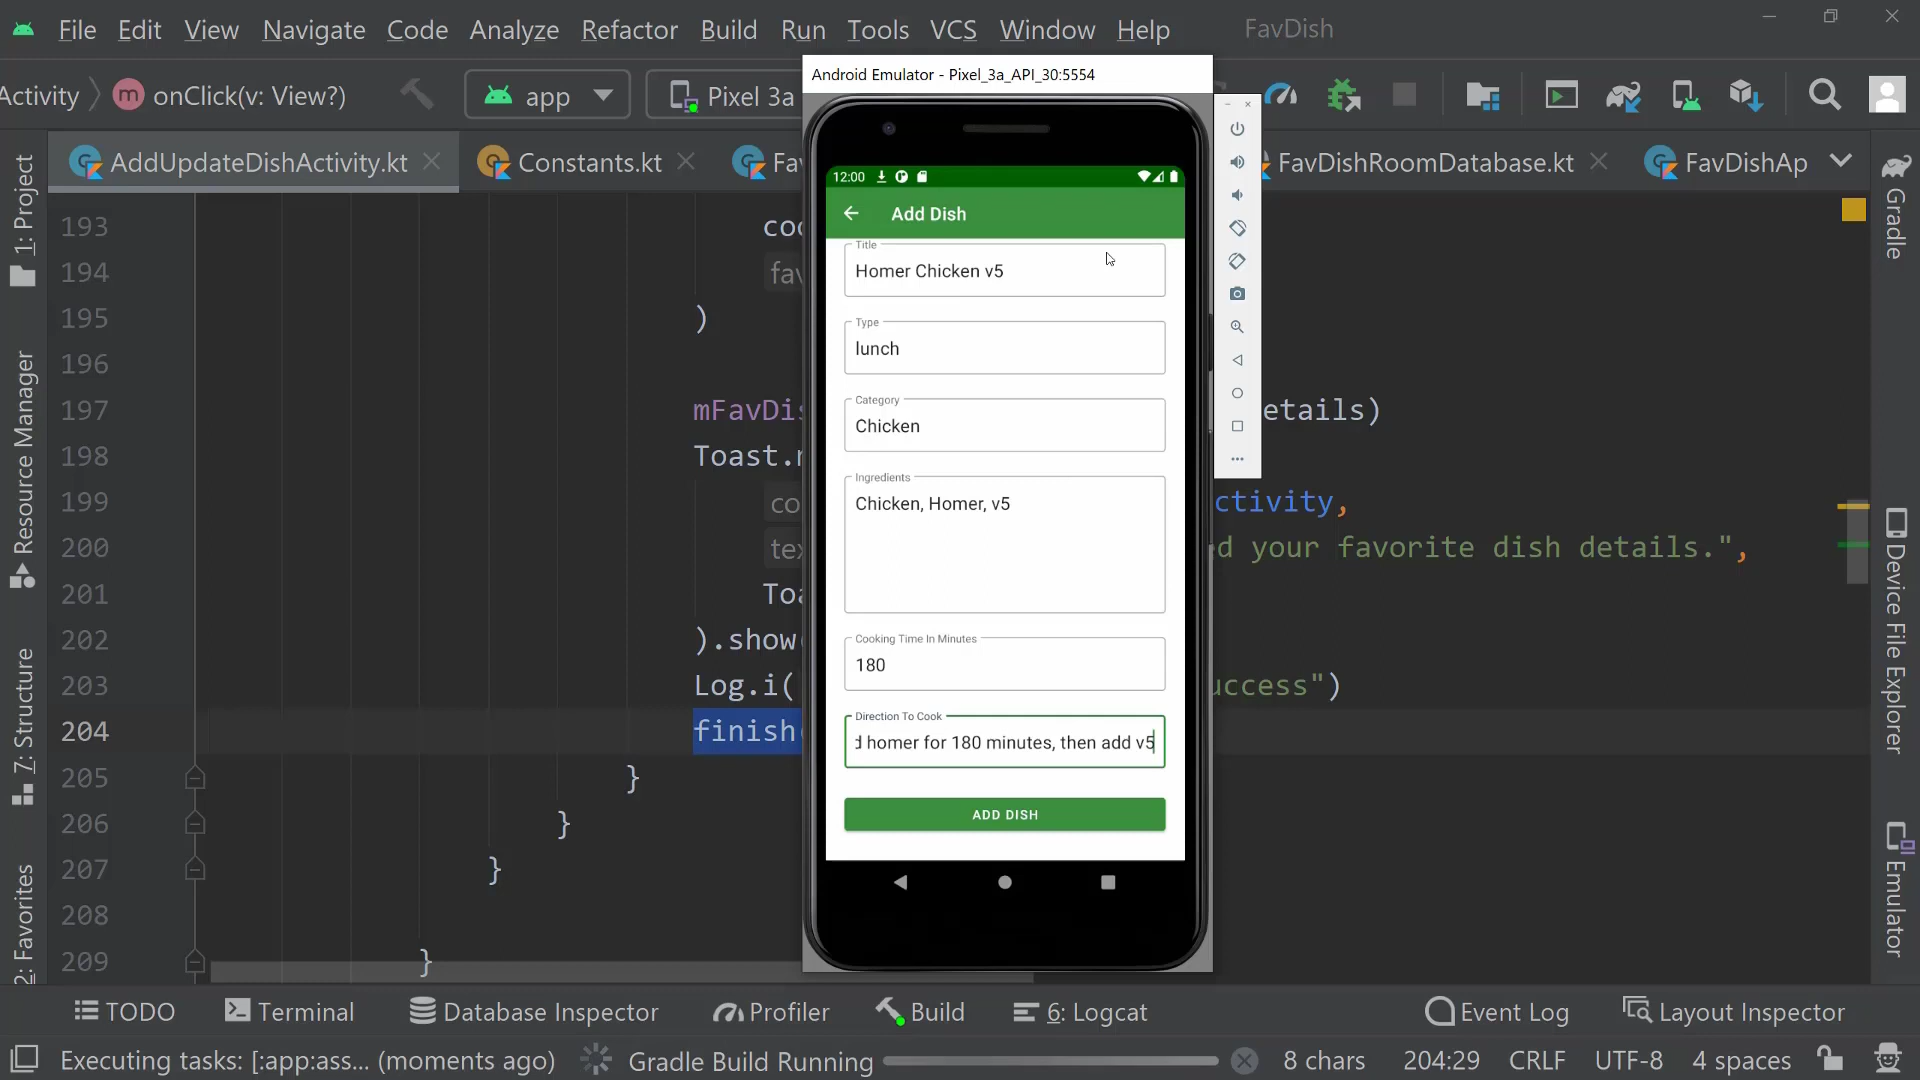 File Edit View Navigate Code Analyze Refactor Build Run Tools VCS Window Help FavDish
Activity onClick(v: View?) app Pixel 3a
AddUpdateDishActivity.kt Constants.kt Fa FavDishRoomDatabase.kt FavDishAp
Android Emulator - Pixel_3a_API_30:5554
12:00
Add Dish
Title
Homer Chicken v5
Type
lunch
Category
Chicken
Ingredients
Chicken, Homer, v5
Cooking Time In Minutes
180
Direction To Cook
d homer for 180 minutes, then add v5
ADD DISH
1: Project
Resource Manager
7: Structure
2: Favorites
193 coo
194 fav
195 )
196
197 mFavDis etails)
198 Toast.m
199 co ctivity,
200 tex d your favorite dish details.",
201 Toa
202 ).show(
203 Log.i( uccess")
204 finish(
205 }
206 }
207 }
208
209 }
Gradle
Device File Explorer
Emulator
TODO Terminal Database Inspector Profiler Build 6: Logcat Event Log Layout Inspector
Executing tasks: [:app:ass... (moments ago) Gradle Build Running 8 chars 204:29 CRLF UTF-8 4 spaces